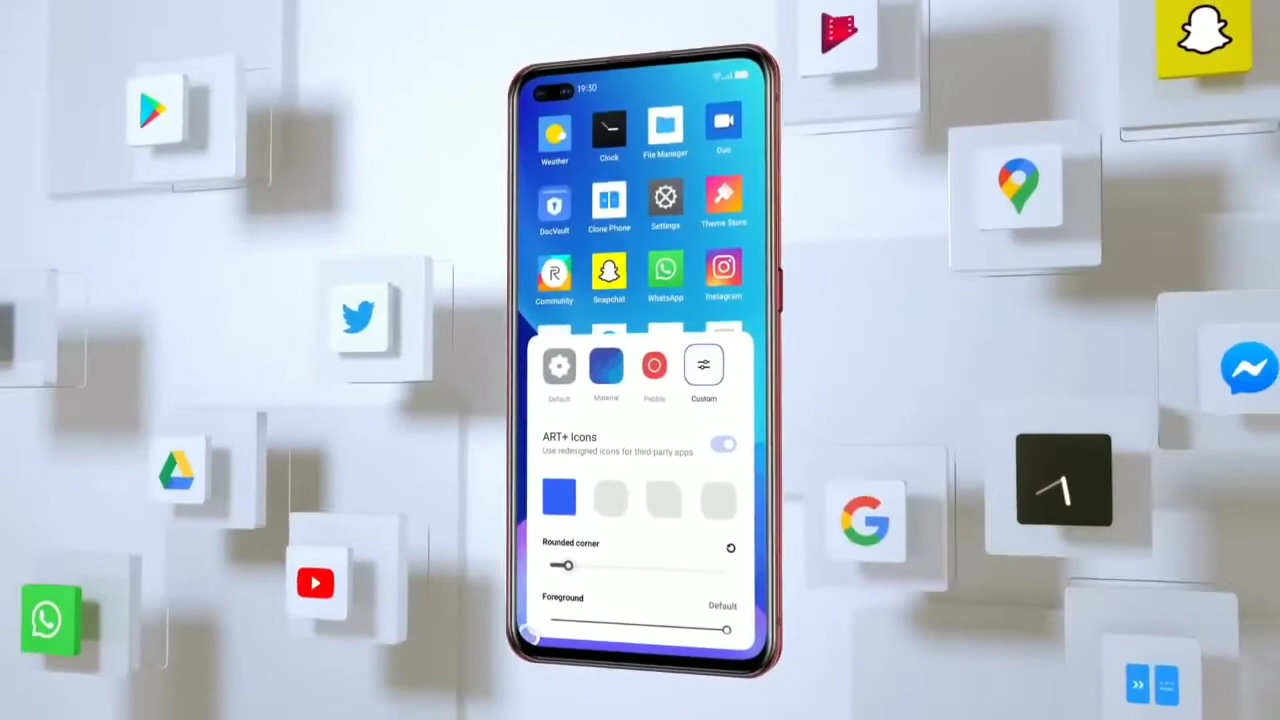 19:30
Weather
Clock
File Manager
Duo
DocVault
Clone Phone
Settings
Theme Store
Community
Snapchat
WhatsApp
Instagram
Default
Material
Pebble
Custom
ART+ Icons
Use redesigned icons for third-party apps
Rounded corner
Foreground
Default